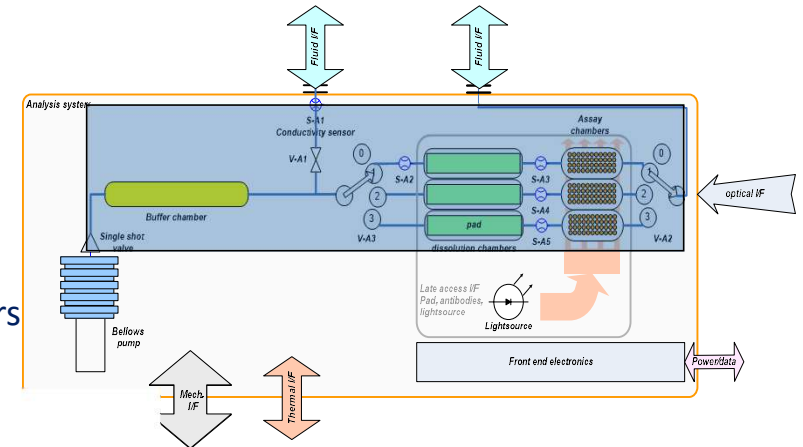 Fluid I/F
Fluid I/F
Analysis system
S-A1
Conductivity sensor
Assay
chambers
V-A1
0
1
2
3
V-A3
S-A2
S-A3
S-A4
S-A5
0
1
2
3
V-A2
optical I/F
Buffer chamber
pad
dissolution chambers
Single shot
valve
rs
Bellows
pump
Late access I/F
Pad, antibodies,
lightsource
Lightsource
Front end electronics
Power/data
Mech.
I/F
Thermal I/F